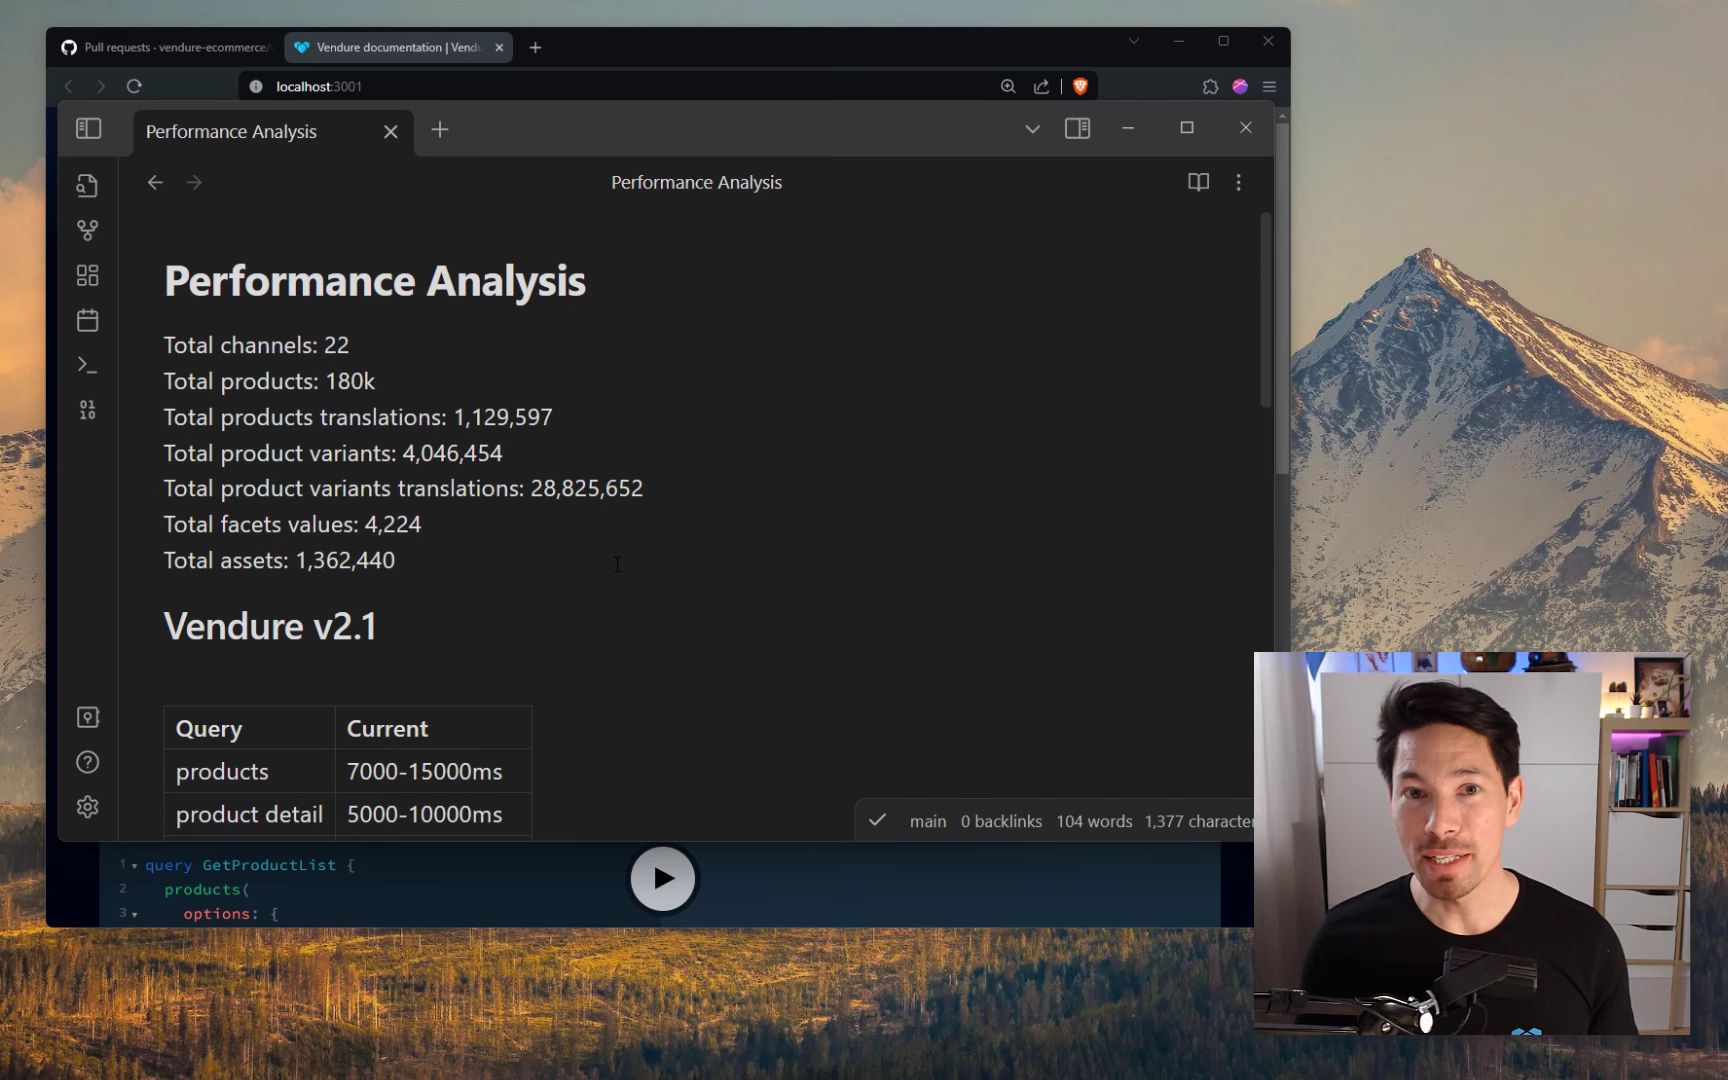 Pull requests · vendure-ecommerce/
Vendure documentation | Vend
localhost:3001
Performance Analysis
Performance Analysis
Performance Analysis
Total channels: 22
Total products: 180k
Total products translations: 1,129,597
Total product variants: 4,046,454
Total product variants translations: 28,825,652
Total facets values: 4,224
Total assets: 1,362,440
Vendure v2.1
Query Current
products 7000-15000ms
product detail 5000-10000ms
main 0 backlinks 104 words 1,377 character
1 query GetProductList {
2 products(
3 options: {